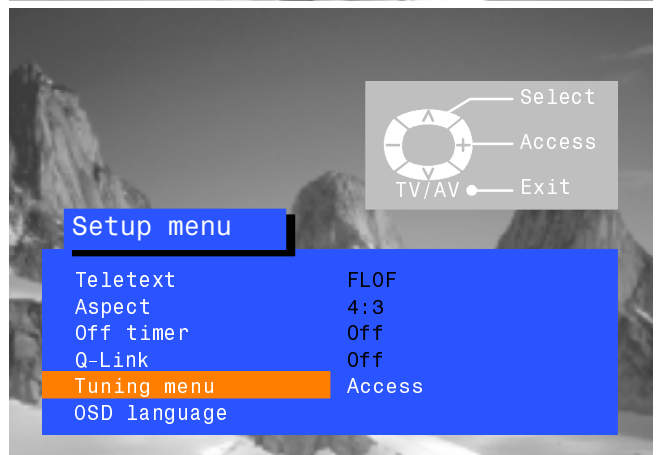 Select
Access
TV/AV Exit
Setup menu
Teletext FLOF
Aspect 4:3
Off timer Off
Q-Link Off
Tuning menu Access
OSD language